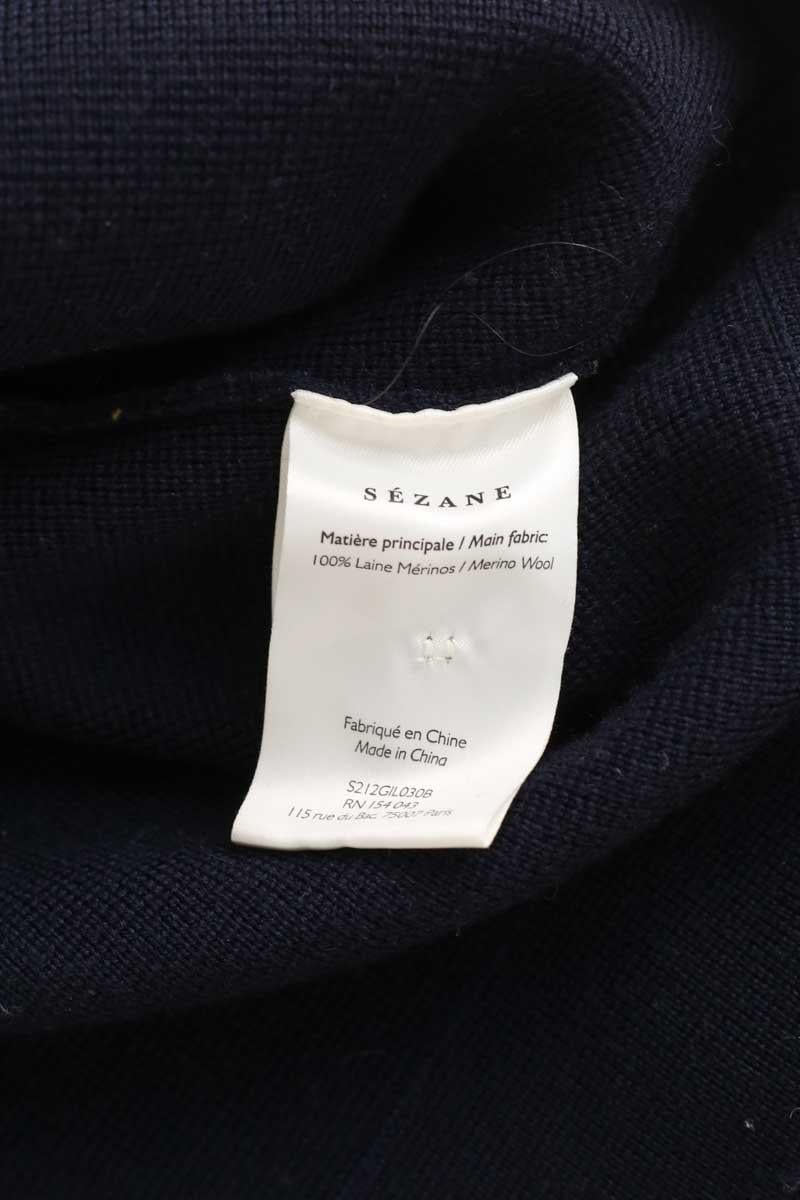 SÉZANE
Matière principale / Main fabric:
100% Laine Mérinos / Merino Wool
Fabriqué en Chine
Made in China
S212GIL030B
RN 154 043
115 rue du Bac, 75007 Paris